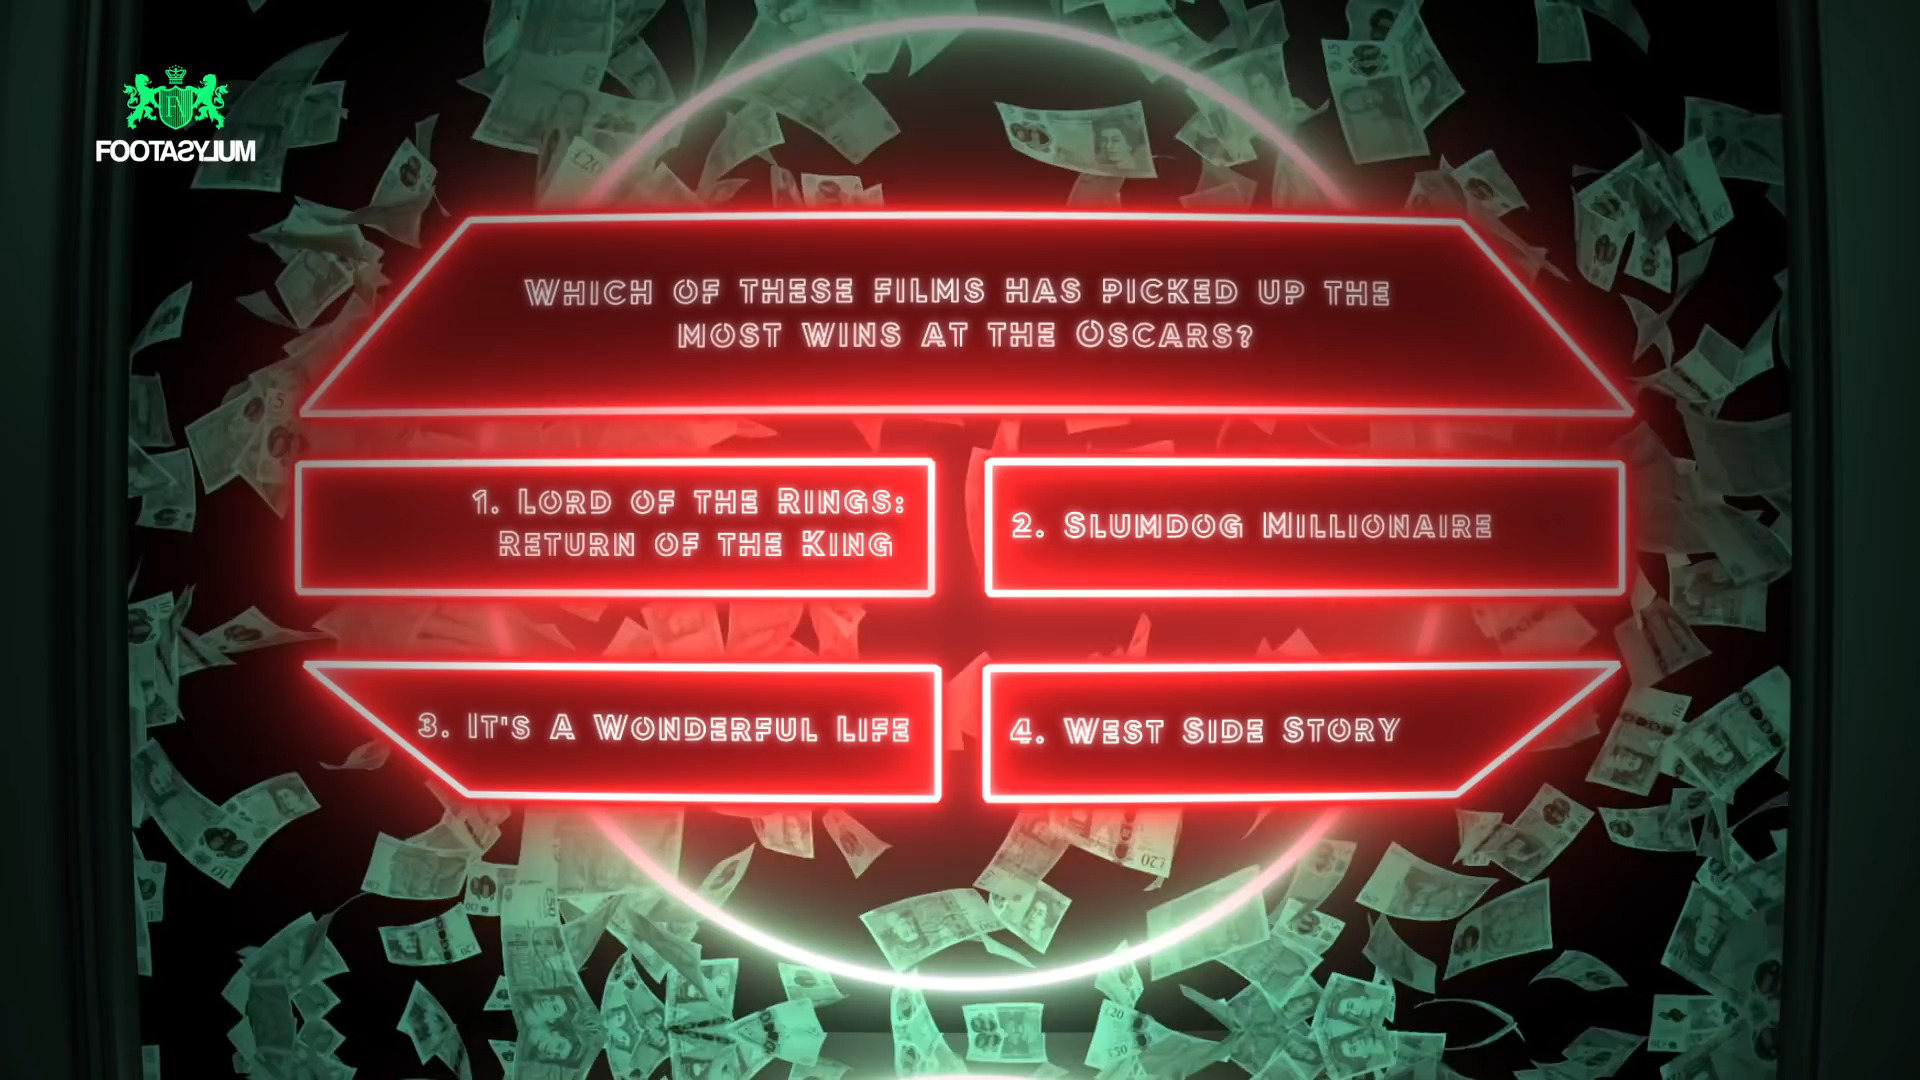 FOOTASYLUM
Which of these films has picked up the
most wins at the Oscars?
1. Lord of the Rings:
Return of the King
2. Slumdog Millionaire
3. It's A Wonderful Life
4. West Side Story